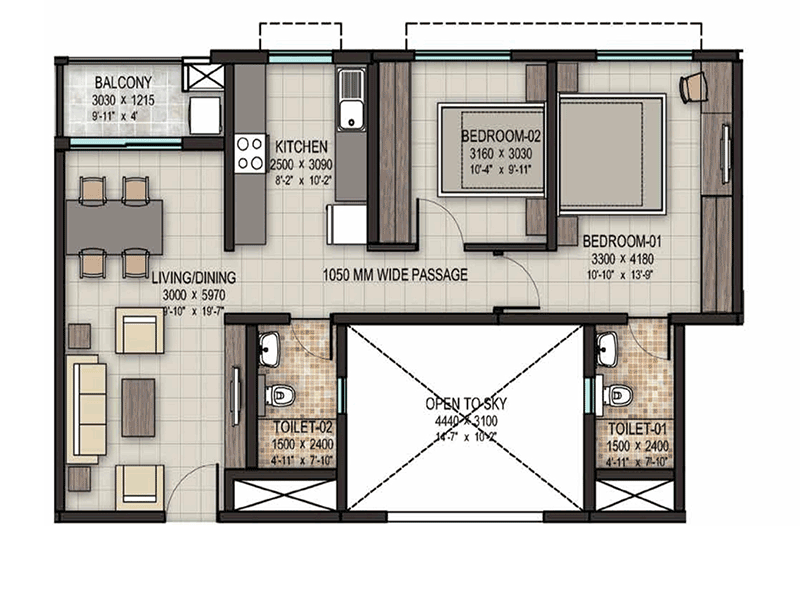 BALCONY
3030 X 1215
9'-11" X 4'
KITCHEN
2500 X 3090
8'-2" X 10'-2"
BEDROOM-02
3160 X 3030
10'-4" X 9'-11"
BEDROOM-01
3300 X 4180
10'-10" X 13'-9"
LIVING/DINING
3000 X 5970
9'-10" X 19'-7"
1050 MM WIDE PASSAGE
OPEN TO SKY
4440 X 3100
14'-7" X 10'-2"
TOILET-02
1500 X 2400
4'-11" X 7'-10"
TOILET-01
1500 X 2400
4'-11" X 7'-10"